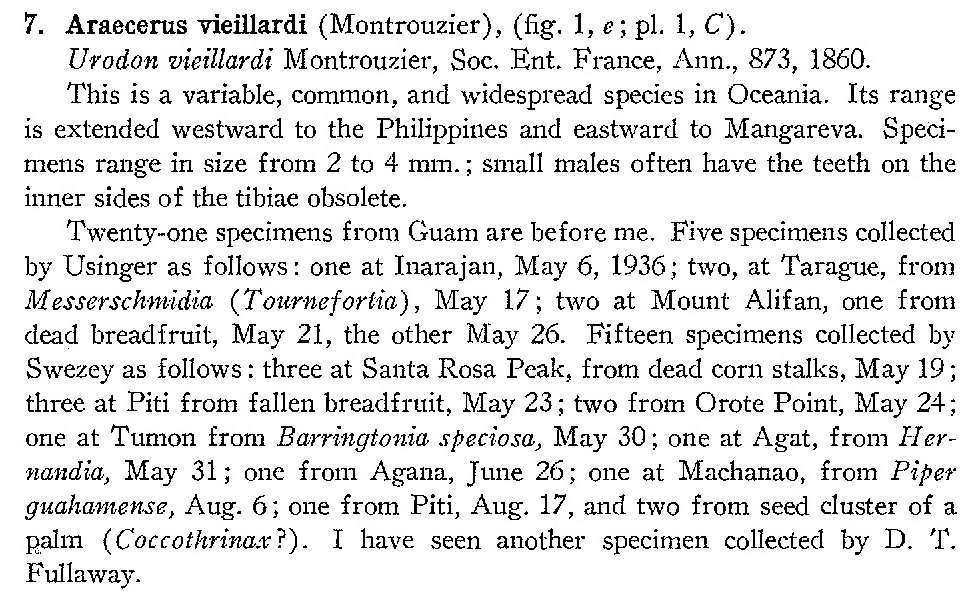 7. Araecerus vieillardi (Montrouzier), (fig. 1, e; pl. 1, C).
Urodon vieillardi Montrouzier, Soc. Ent. France, Ann., 873, 1860.
This is a variable, common, and widespread species in Oceania. Its range
is extended westward to the Philippines and eastward to Mangareva. Speci-
mens range in size from 2 to 4 mm.; small males often have the teeth on the
inner sides of the tibiae obsolete.
Twenty-one specimens from Guam are before me. Five specimens collected
by Usinger as follows: one at Inarajan, May 6, 1936; two, at Tarague, from
Messerschmidia (Tournefortia), May 17; two at Mount Alifan, one from
dead breadfruit, May 21, the other May 26. Fifteen specimens collected by
Swezey as follows: three at Santa Rosa Peak, from dead corn stalks, May 19;
three at Piti from fallen breadfruit, May 23; two from Orote Point, May 24;
one at Tumon from Barringtonia speciosa, May 30; one at Agat, from Her-
nandia, May 31; one from Agana, June 26; one at Machanao, from Piper
guahamense, Aug. 6; one from Piti, Aug. 17, and two from seed cluster of a
palm (Coccothrinax?). I have seen another specimen collected by D. T.
Fullaway.